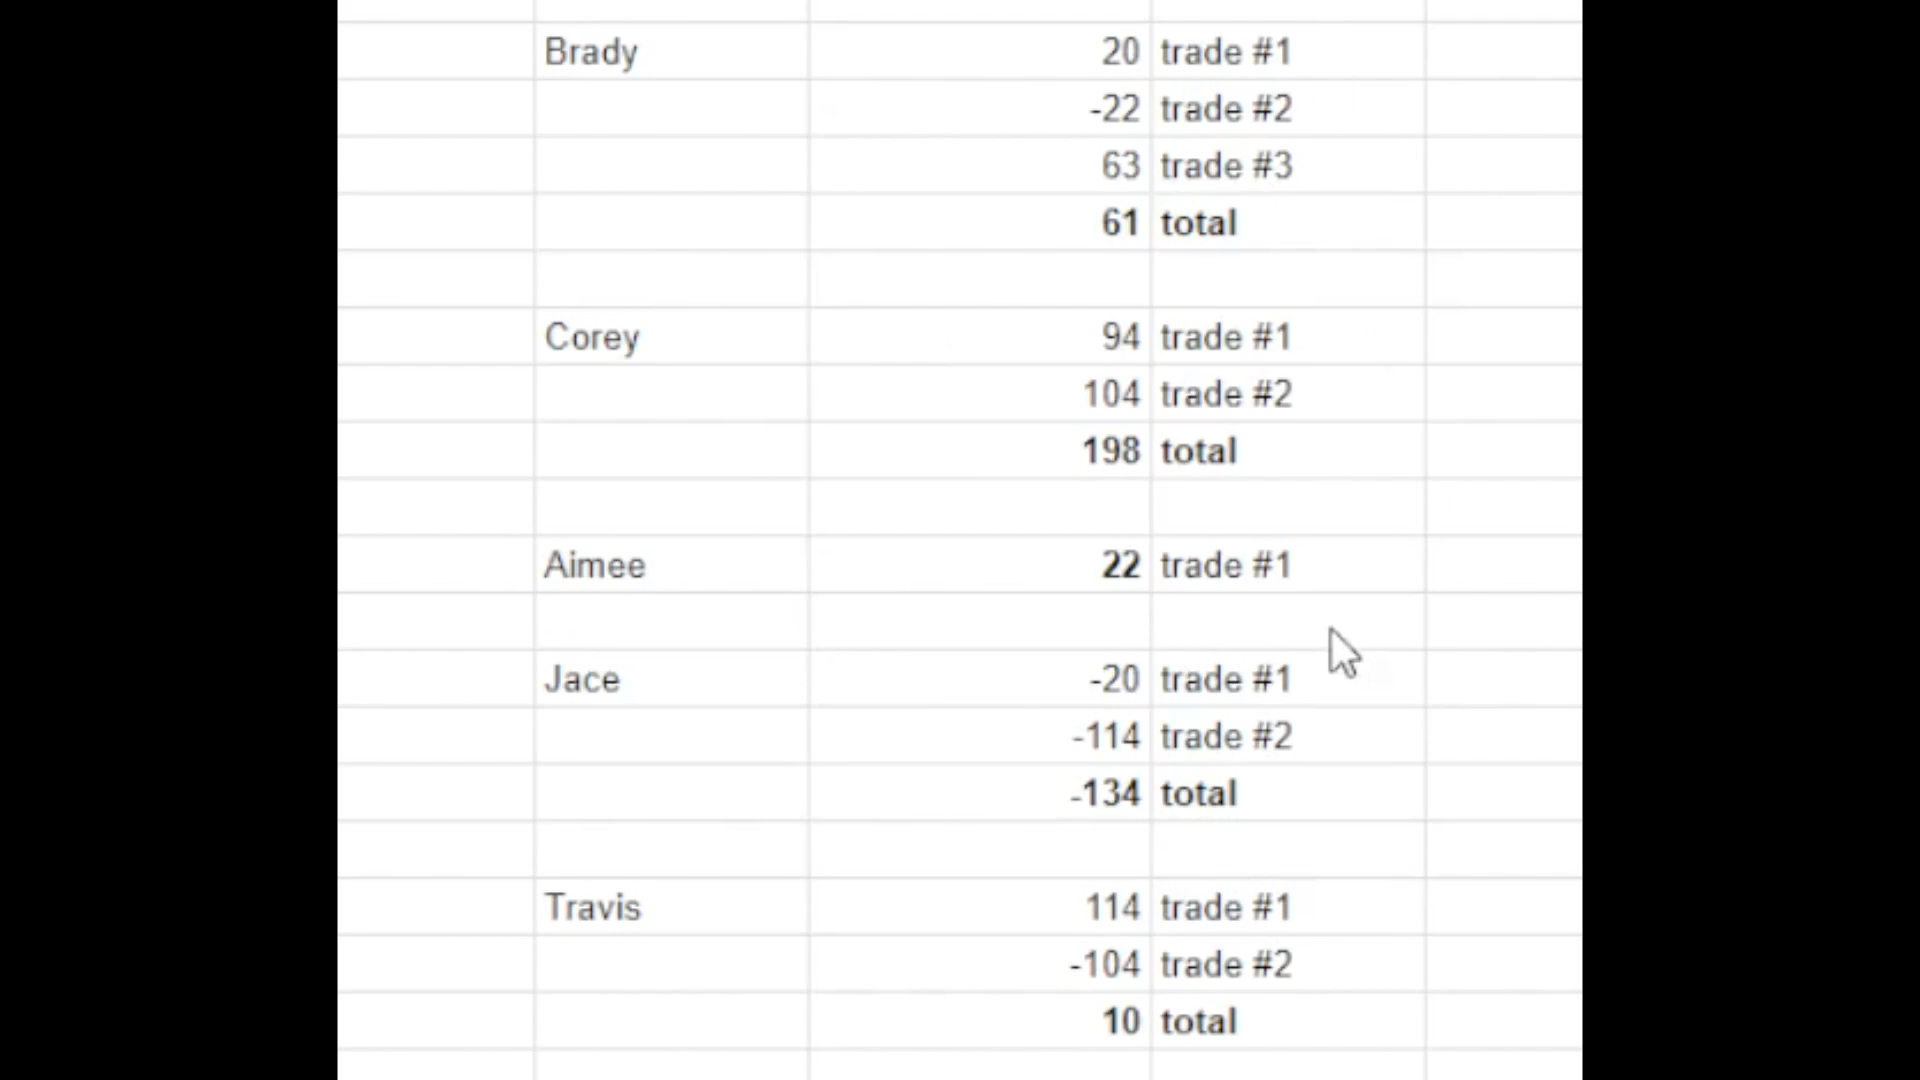 Brady 20 trade #1
-22 trade #2
63 trade #3
61 total
Corey 94 trade #1
104 trade #2
198 total
Aimee 22 trade #1
Jace -20 trade #1
-114 trade #2
-134 total
Travis 114 trade #1
-104 trade #2
10 total